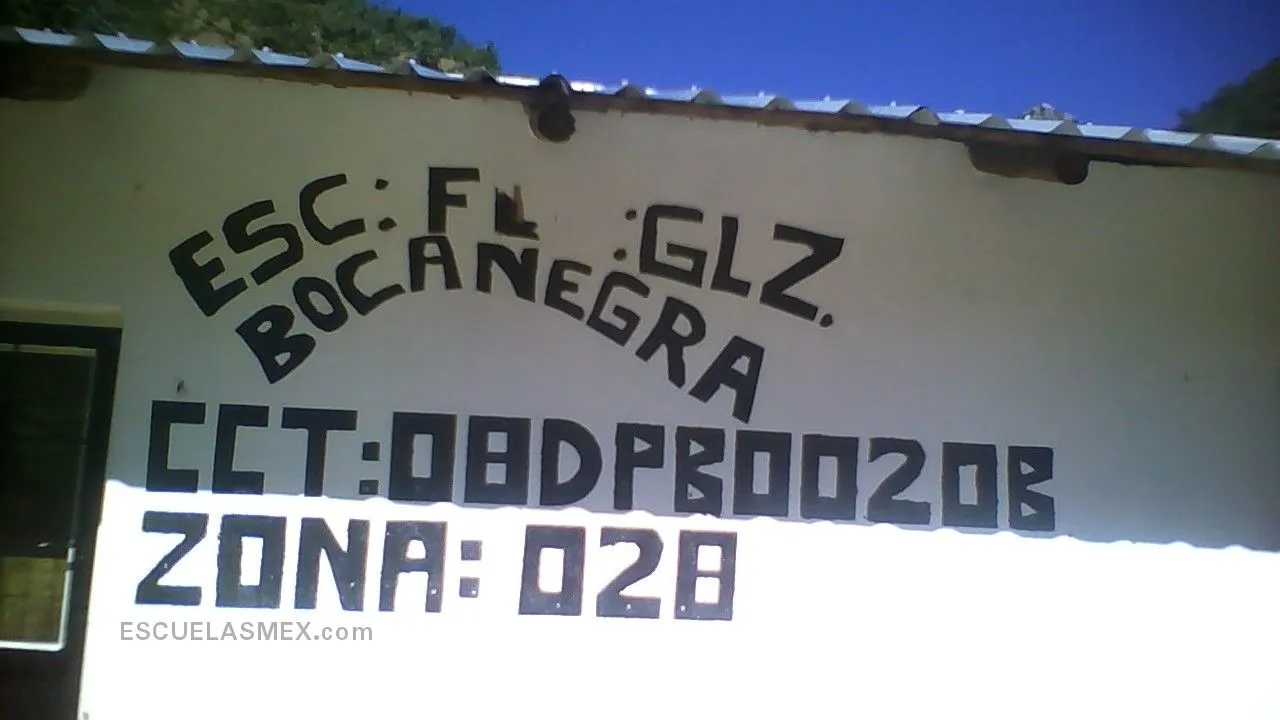 ESC: :GLZ.
BOCANEGRA
CCT:08DPB0020B
ZONA: 028
ESCUELASMEX.com